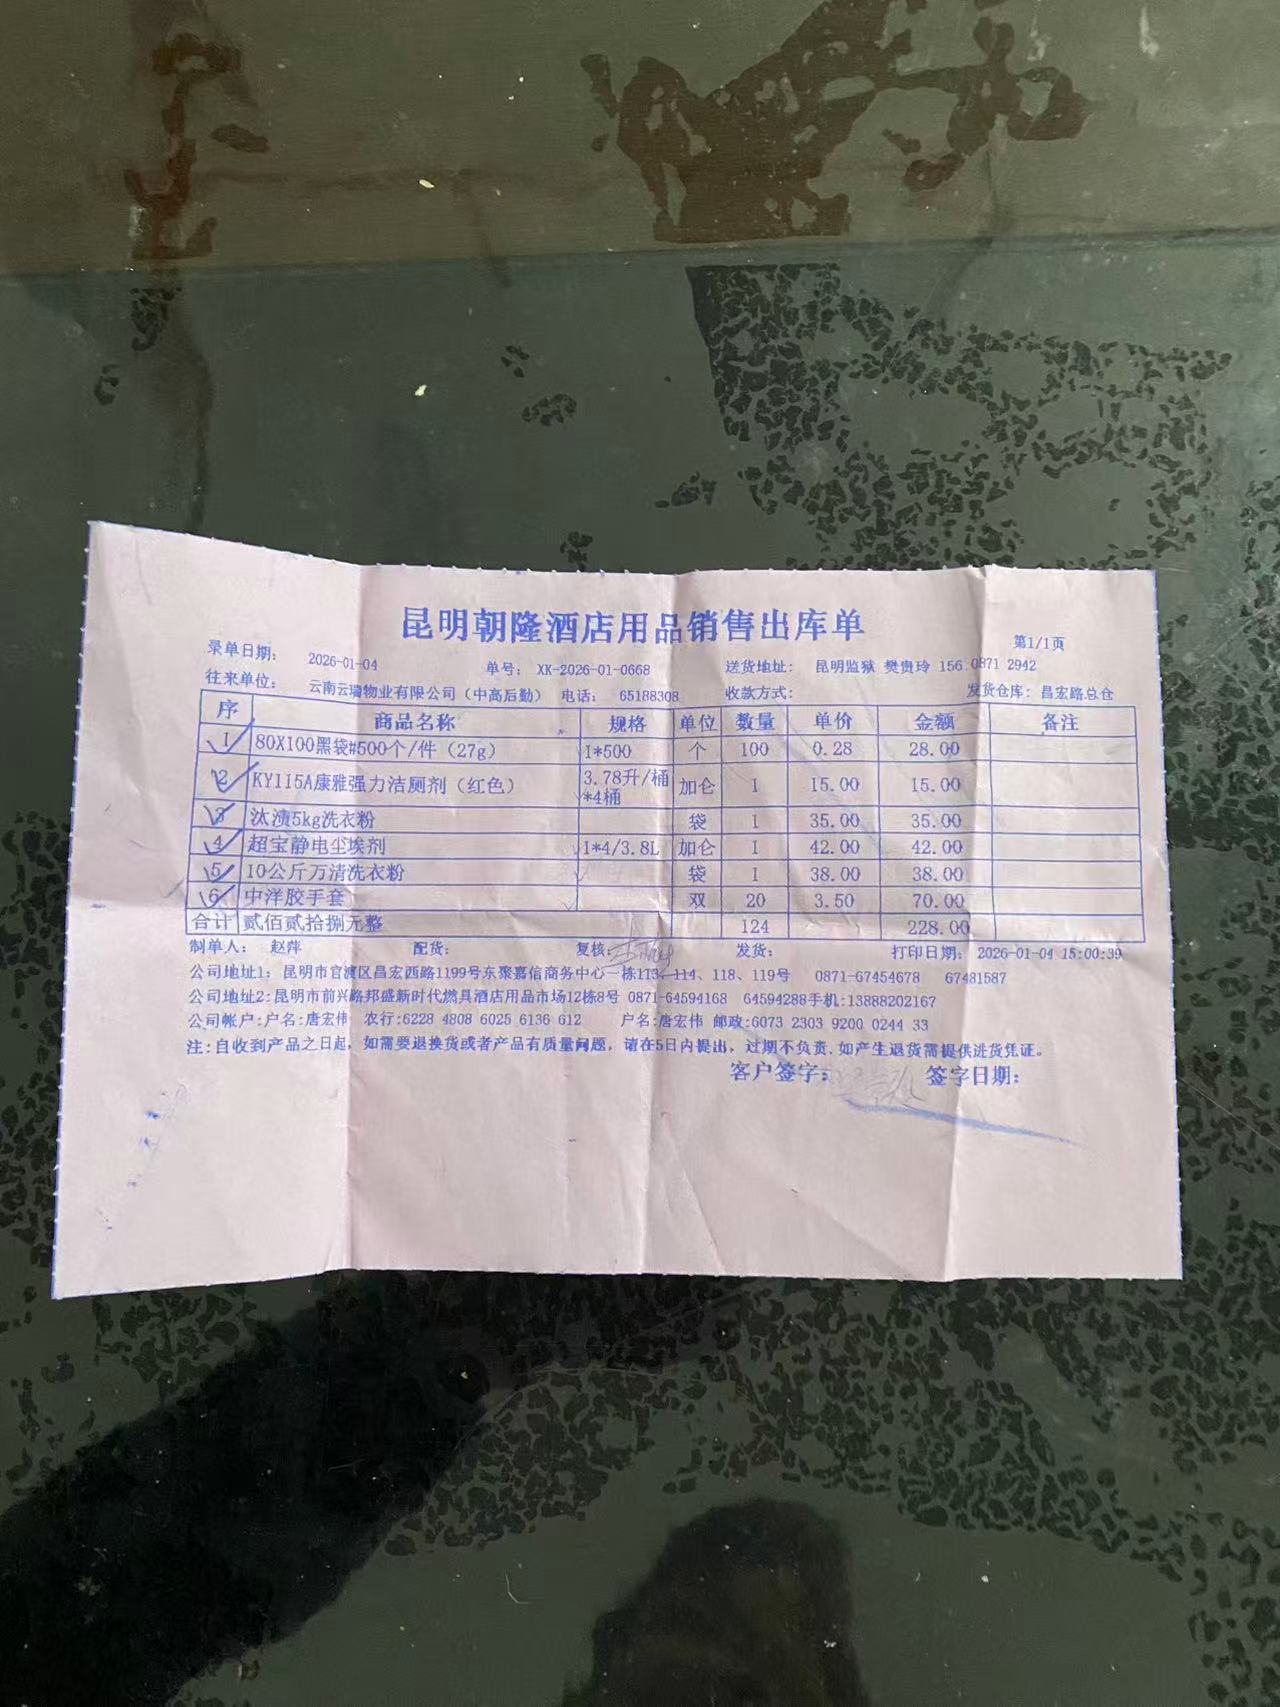 昆明朝隆酒店用品销售出库单
第1/1页
录单日期: 2026-01-04 单号: XK-2026-01-0668 送货地址: 昆明监狱 樊贵玲 156 0871 2942
往来单位: 云南云瑞物业有限公司（中高后勤） 电话: 65188308 收款方式: 发货仓库: 昌宏路总仓
序 商品名称 规格 单位 数量 单价 金额 备注
1 80X100黑袋#500个/件（27g） 1*500 个 100 0.28 28.00
2 KY115A康雅强力洁厕剂（红色） 3.78升/桶*4桶 加仑 1 15.00 15.00
3 汰渍5kg洗衣粉 袋 1 35.00 35.00
4 超宝静电尘埃剂 1*4/3.8L 加仑 1 42.00 42.00
5 10公斤万清洗衣粉 袋 1 38.00 38.00
6 中洋胶手套 双 20 3.50 70.00
合计 贰佰贰拾捌元整 124 228.00
制单人: 赵萍 配货: 复核: 发货: 打印日期: 2026-01-04 15:00:39
公司地址1: 昆明市官渡区昌宏西路1199号东聚嘉信商务中心一栋113、114、118、119号 0871-67454678 67481587
公司地址2:昆明市前兴路邦盛新时代燃具酒店用品市场12栋8号 0871-64594168 64594288手机:13888202167
公司帐户:户名:唐宏伟 农行:6228 4808 6025 6136 612 户名:唐宏伟 邮政:6073 2303 9200 0244 33
注:自收到产品之日起，如需要退换货或者产品有质量问题，请在5日内提出，过期不负责.如产生退货需提供进货凭证。
客户签字: 签字日期: